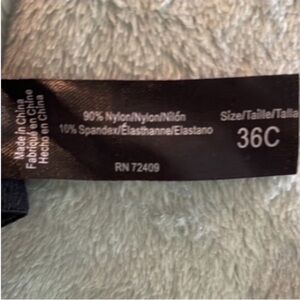 Made in China
Fabriqué en Chine
Hecho en China
90% Nylon/Nylon/Nilón
10% Spandex/Élasthanne/Elastano
RN 72409
Size/Taille/Talla
36C